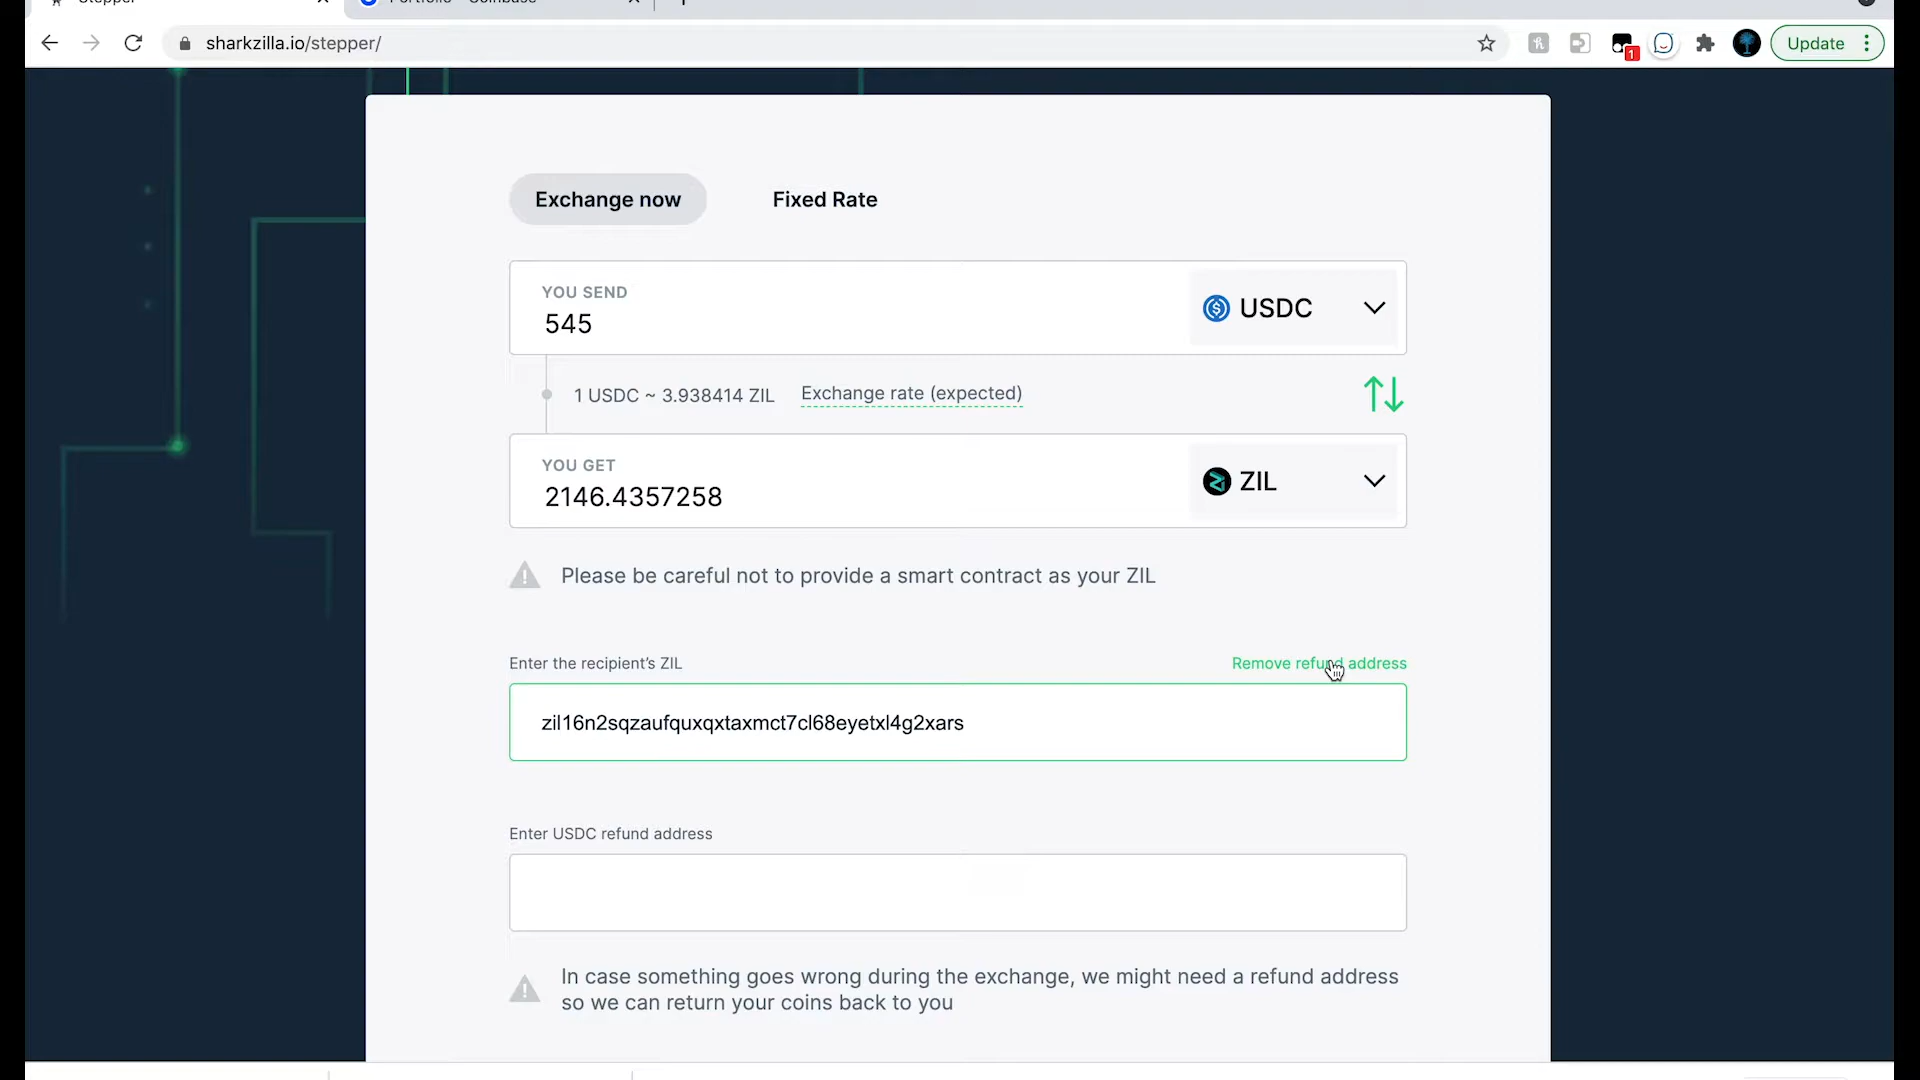 sharkzilla.io/stepper/
1
Update
Exchange now
Fixed Rate
YOU SEND
545
USDC
1 USDC ~ 3.938414 ZIL
Exchange rate (expected)
YOU GET
2146.4357258
ZIL
Please be careful not to provide a smart contract as your ZIL
Enter the recipient's ZIL
Remove refund address
zil16n2sqzaufquxqxtaxmct7cl68eyetxl4g2xars
Enter USDC refund address
In case something goes wrong during the exchange, we might need a refund address
so we can return your coins back to you